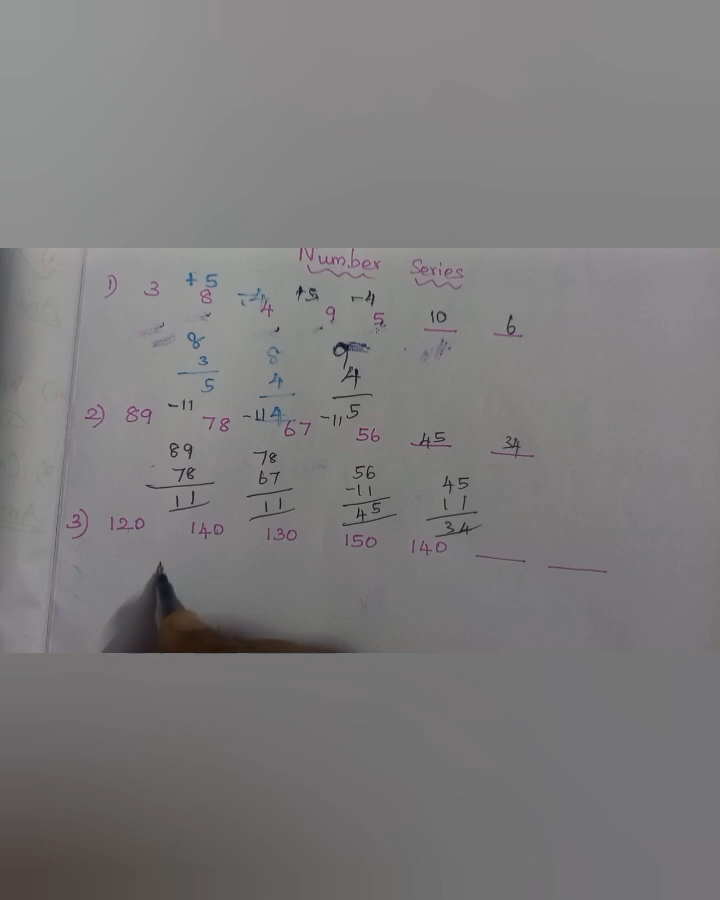 Number Series
+5 -4 +5 -4
1) 3 8 4 9 5 10 6
8 8 9
3 4 4
5 4 5
-11 -11 -11
2) 89 78 67 56 45 34
89 78 56 45
78 67 -11 11
11 11 45 34
3) 120 140 130 150 140